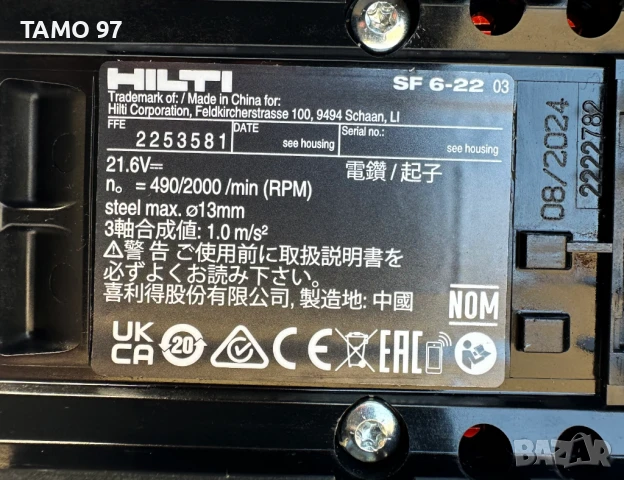 TAMO 97
HILTI SF 6-22 03
Trademark of: / Made in China for:
Hilti Corporation, Feldkircherstrasse 100, 9494 Schaan, LI
FFE 2253581 DATE see housing Serial no.: see housing
21.6V⎓ 電鑽/起子
n₀ = 490/2000 /min (RPM)
steel max. ⌀13mm
3軸合成値: 1.0 m/s²
⚠警告 ご使用前に取扱説明書を
必ずよくお読み下さい。
喜利得股份有限公司, 製造地: 中國
NOM
UK
CA 20 CE EAC
08/2024
2222782
BAZAR